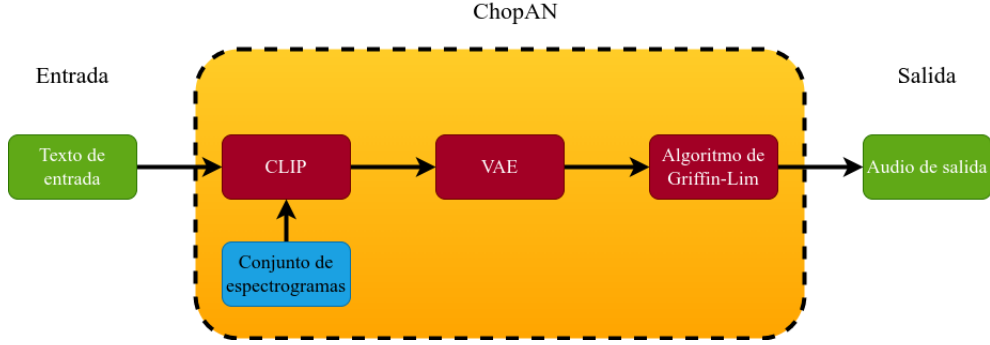 ChopAN
Entrada
Salida
Texto de
entrada
CLIP
VAE
Algoritmo de
Griffin-Lim
Audio de salida
Conjunto de
espectrogramas